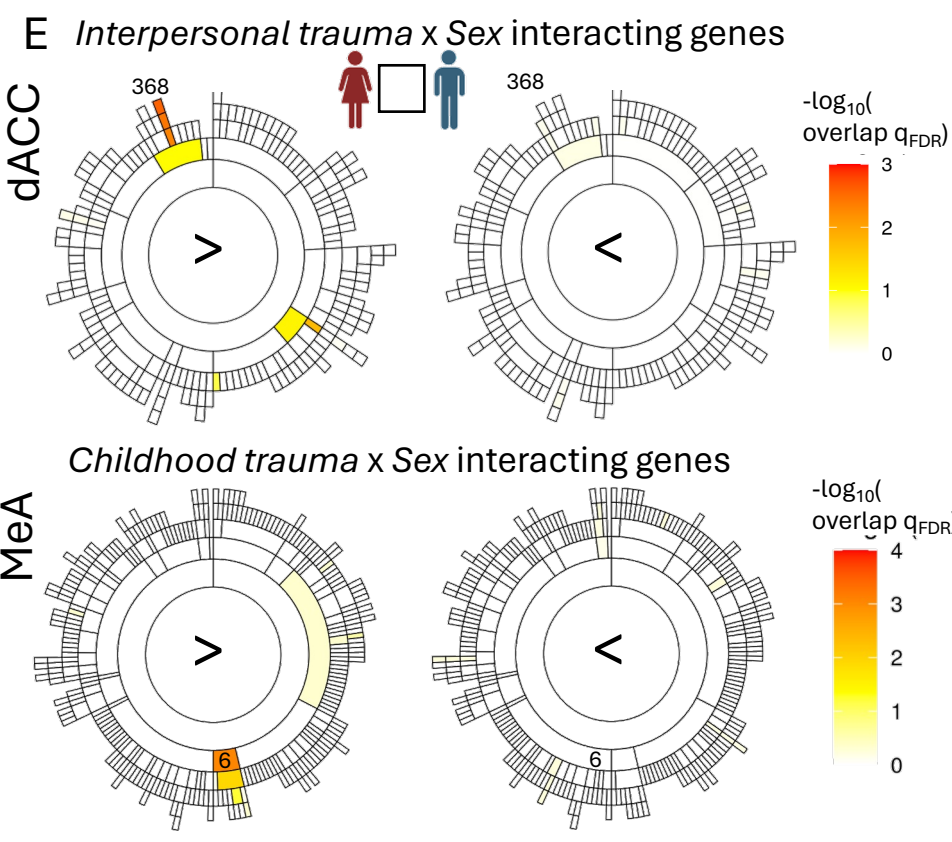 E Interpersonal trauma x Sex interacting genes
dACC
368
>
368
<
-log10(
overlap qFDR)
3
2
1
0
Childhood trauma x Sex interacting genes
MeA
>
6
<
6
-log10(
overlap qFDR)
4
3
2
1
0